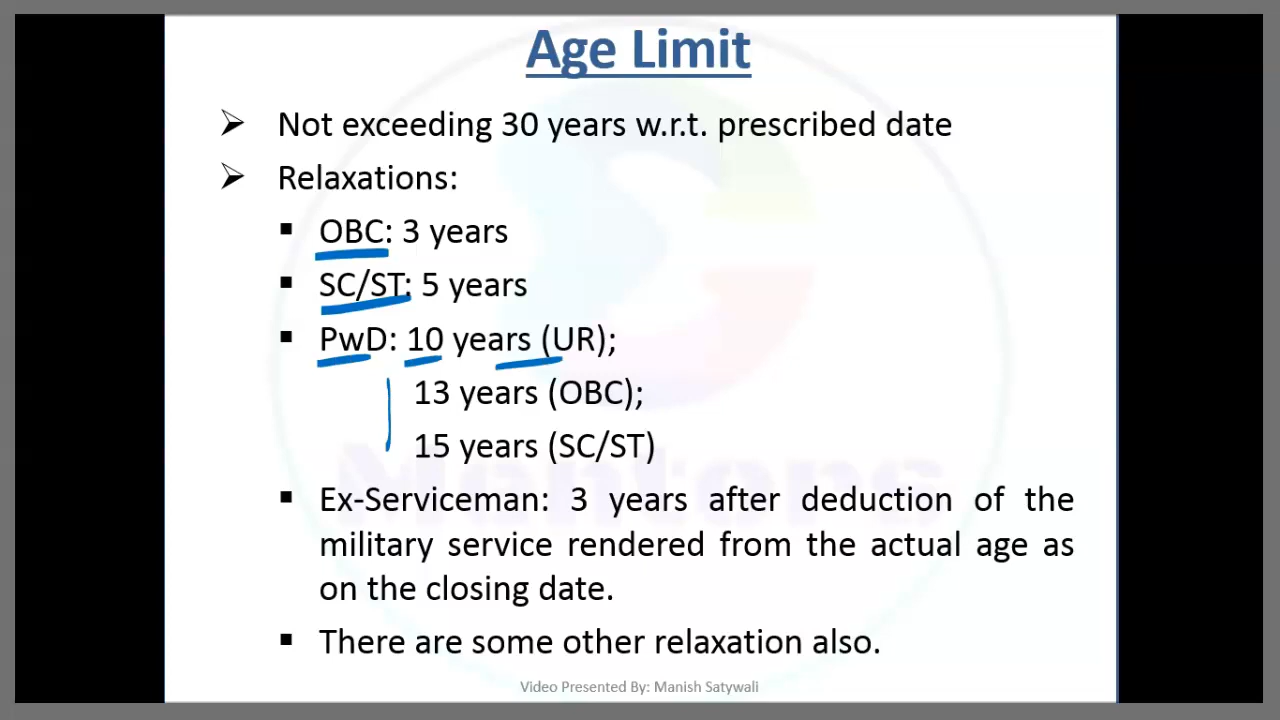 Age Limit
➢ Not exceeding 30 years w.r.t. prescribed date
➢ Relaxations:
▪ OBC: 3 years
▪ SC/ST: 5 years
▪ PwD: 10 years (UR);
13 years (OBC);
15 years (SC/ST)
▪ Ex-Serviceman: 3 years after deduction of the
military service rendered from the actual age as
on the closing date.
▪ There are some other relaxation also.
Video Presented By: Manish Satywali